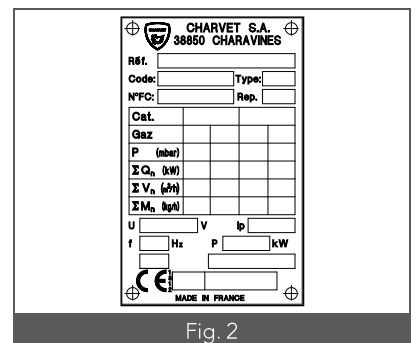 CHARVET S.A.
38850 CHARAVINES
Réf.
Code: Type:
N°FC: Rep.
Cat.
Gaz
P (mbar)
ΣQn (kW)
ΣVn (m³/h)
ΣMn (kg/h)
U V Ip
f Hz P kW
CE
MADE IN FRANCE
Fig. 2